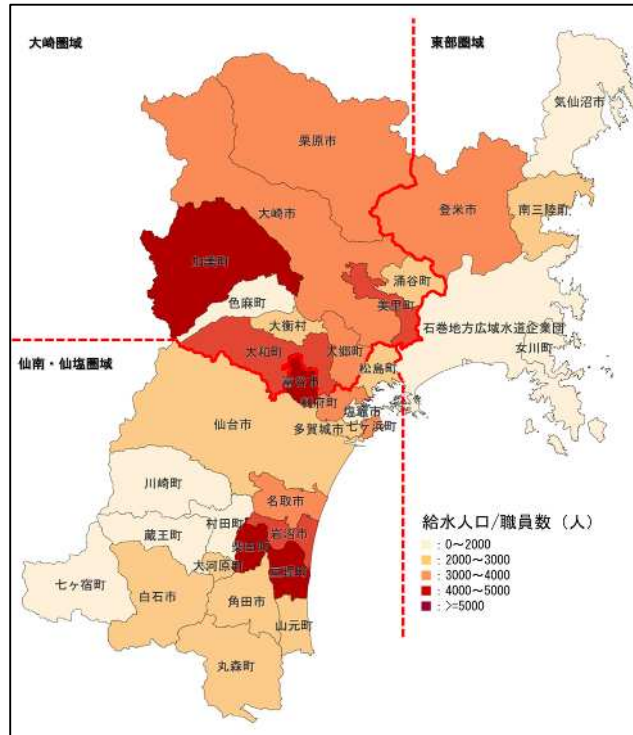 大崎圏域
東部圏域
気仙沼市
栗原市
登米市
南三陸町
大崎市
加美町
涌谷町
色麻町
美里町
石巻地方広域水道企業団
大衡村
女川町
大和町
大郷町
松島町
仙南・仙塩圏域
富谷市
利府町
塩竈市
仙台市
多賀城市
七ヶ浜町
川崎町
名取市
村田町
岩沼市
蔵王町
柴田町
大河原町
亘理町
七ヶ宿町
白石市
角田市
山元町
丸森町
給水人口/職員数（人）
：0～2000
：2000～3000
：3000～4000
：4000～5000
：>=5000